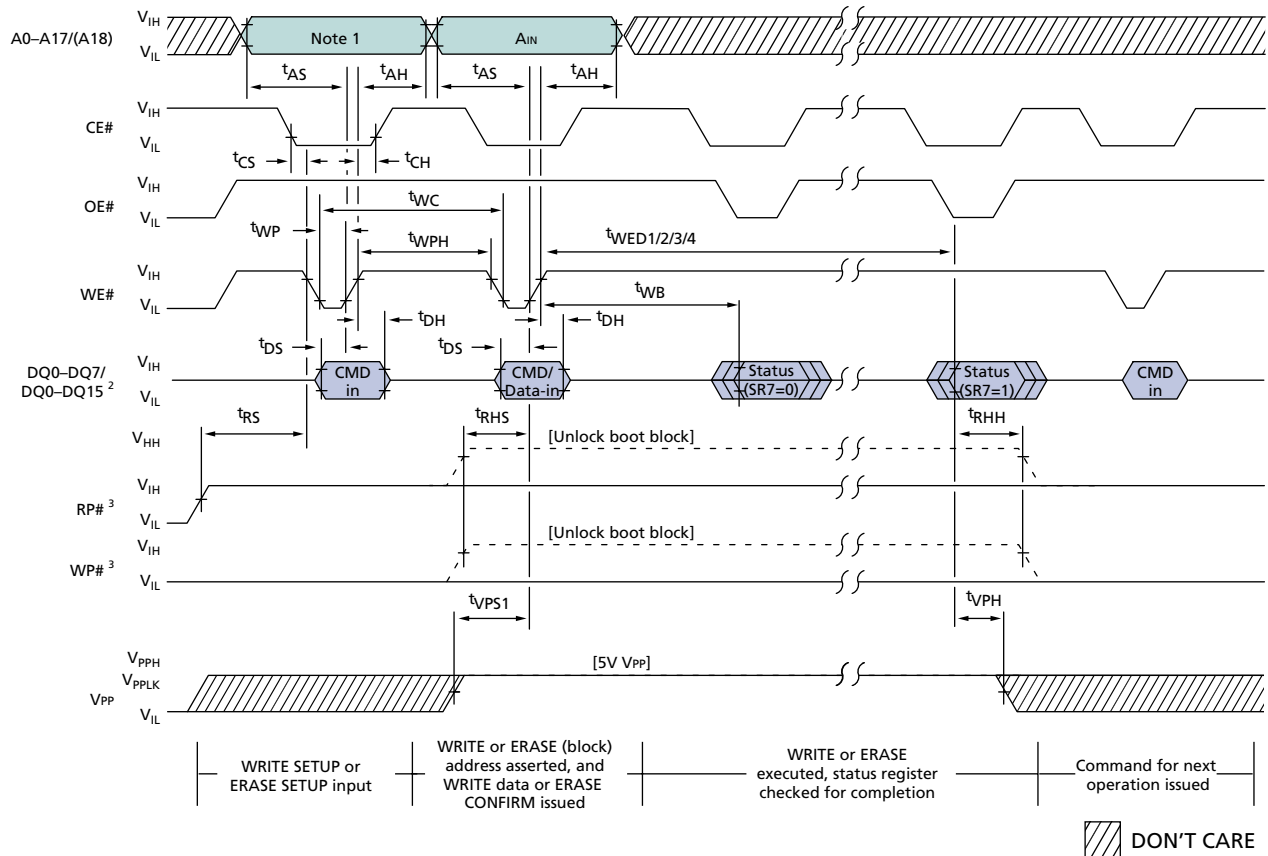 A0–A17/(A18)
VIH
VIL
Note 1
AIN
tAS
tAH
tAS
tAH
CE#
VIH
VIL
tCS
tCH
OE#
VIH
VIL
tWC
tWP
tWPH
tWED1/2/3/4
WE#
VIH
VIL
tWB
tDH
tDH
tDS
tDS
DQ0–DQ7/
DQ0–DQ15 2
VIH
VIL
CMD
in
CMD/
Data-in
Status
(SR7=0)
Status
(SR7=1)
CMD
in
tRS
tRHS
tRHH
VHH
[Unlock boot block]
RP# 3
VIH
VIL
WP# 3
VIH
VIL
[Unlock boot block]
tVPS1
tVPH
VPPH
[5V VPP]
VPPLK
VPP
VIL
WRITE SETUP or
ERASE SETUP input
WRITE or ERASE (block)
address asserted, and
WRITE data or ERASE
CONFIRM issued
WRITE or ERASE
executed, status register
checked for completion
Command for next
operation issued
DON'T CARE